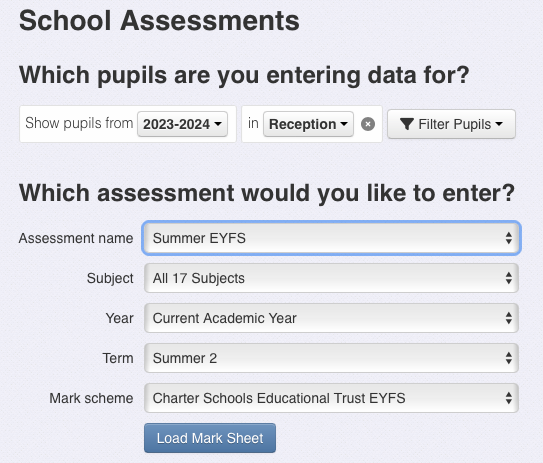 School Assessments
Which pupils are you entering data for?
Show pupils from 2023-2024 in Reception Filter Pupils
Which assessment would you like to enter?
Assessment name Summer EYFS
Subject All 17 Subjects
Year Current Academic Year
Term Summer 2
Mark scheme Charter Schools Educational Trust EYFS
Load Mark Sheet